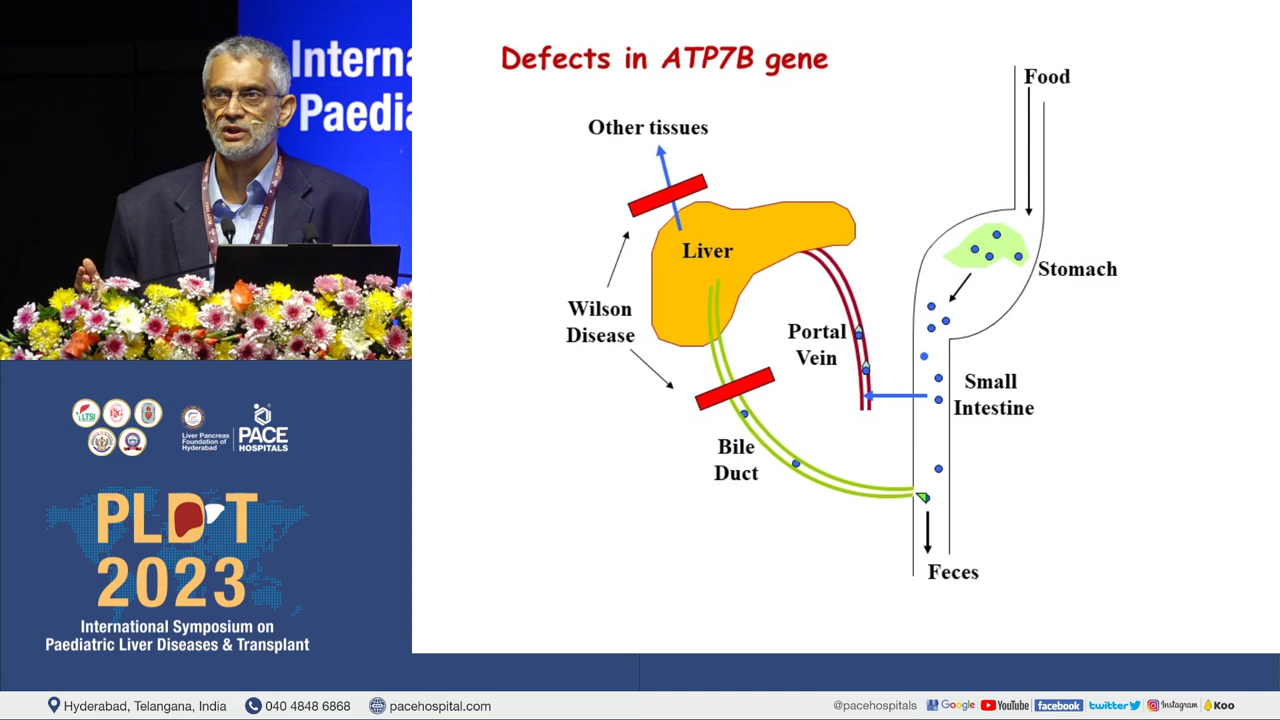 Interna
Paedia
Defects in ATP7B gene
Food
Other tissues
Liver
Stomach
Wilson
Disease
Portal
Vein
Small
Intestine
Bile
Duct
Feces
LTSI
Liver Pancreas
Foundation of
Hyderabad
PACE
HOSPITALS
PLDT
2023
International Symposium on
Paediatric Liver Diseases & Transplant
Hyderabad, Telangana, India
040 4848 6868
pacehospital.com
@pacehospitals
Google
YouTube
facebook
twitter
Instagram
Koo